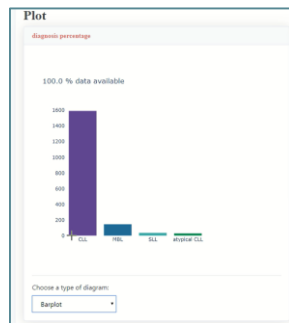 Plot
diagnosis percentage
100.0 % data available
1600
1400
1200
1000
800
600
400
200
0
CLL MBL SLL atypical CLL
Choose a type of diagram:
Barplot